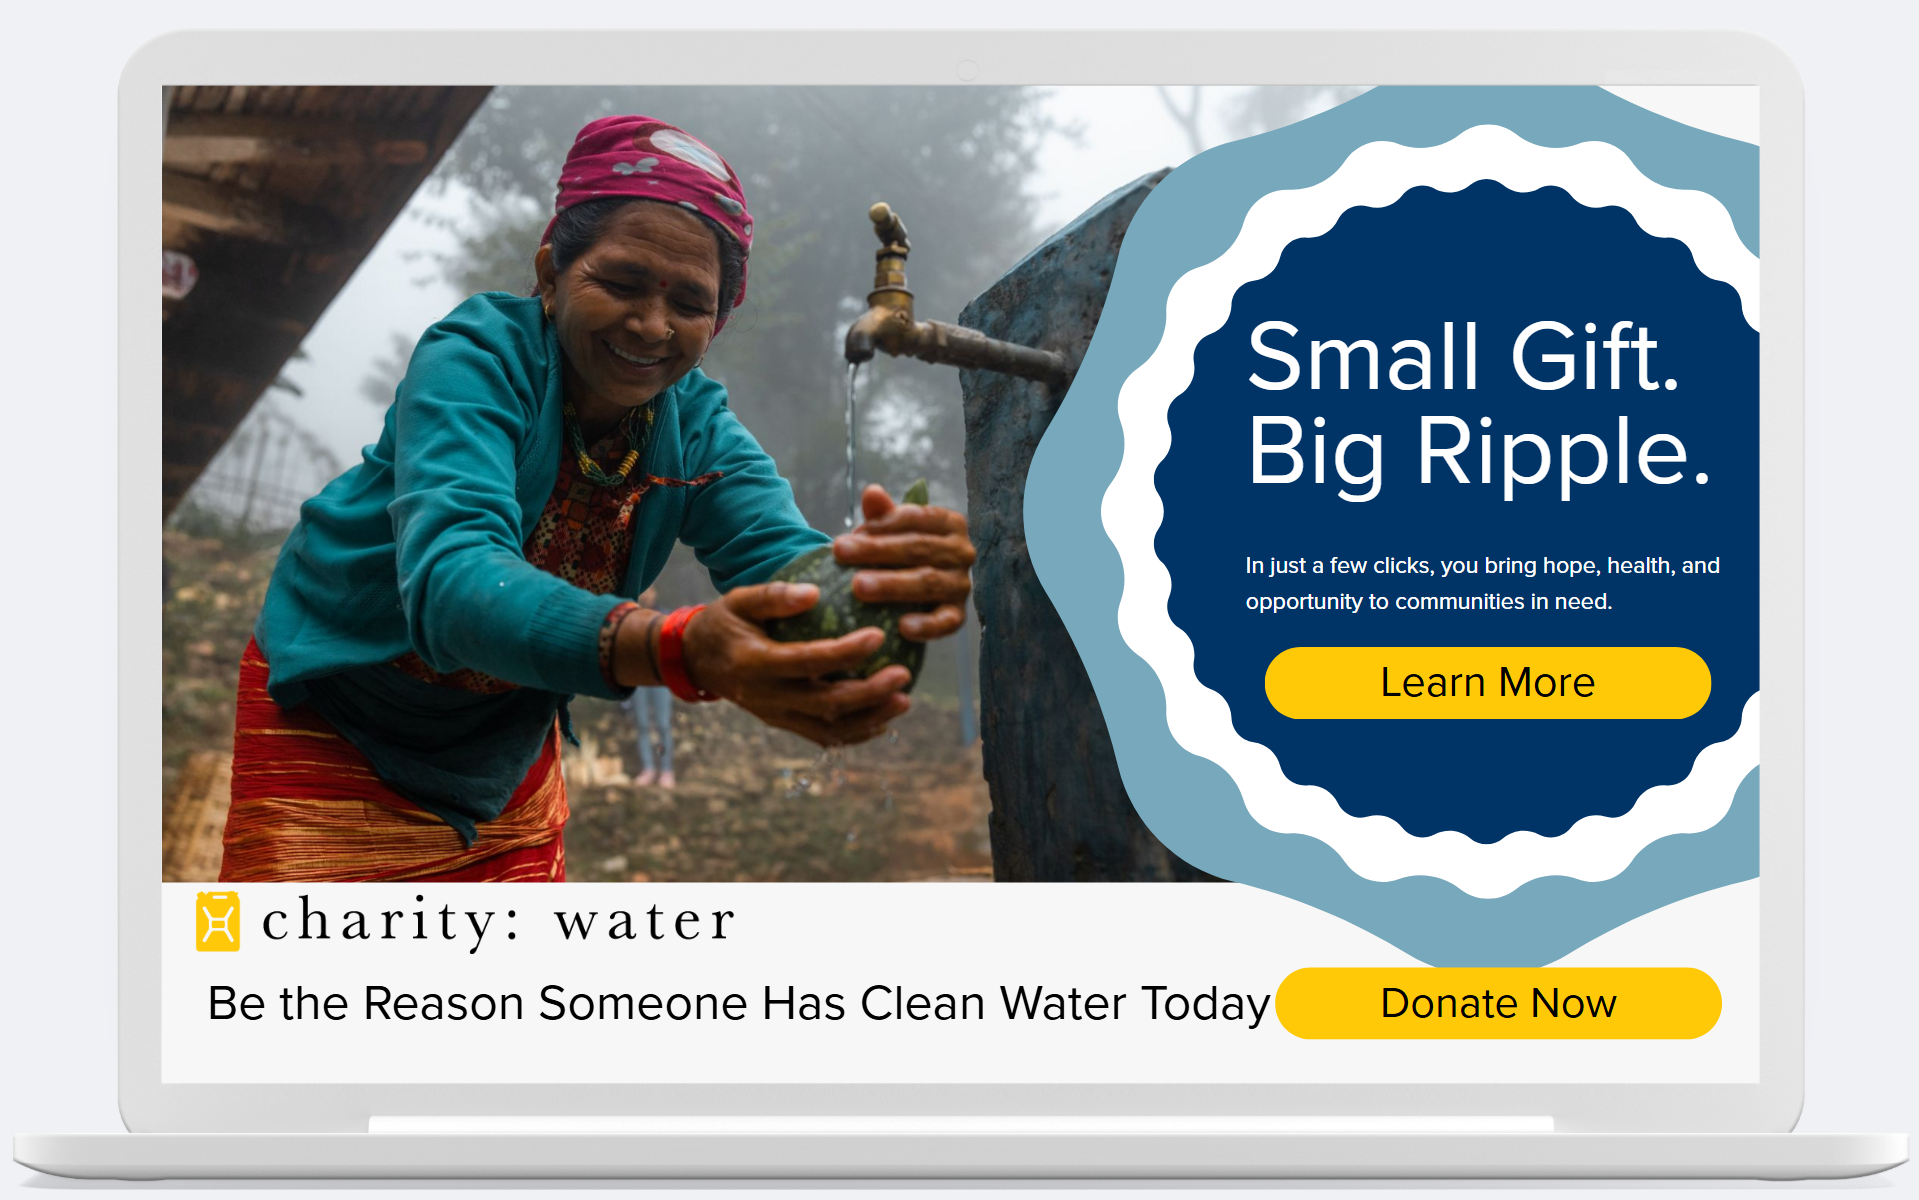 Small Gift.
Big Ripple.
In just a few clicks, you bring hope, health, and
opportunity to communities in need.
Learn More
charity: water
Be the Reason Someone Has Clean Water Today
Donate Now